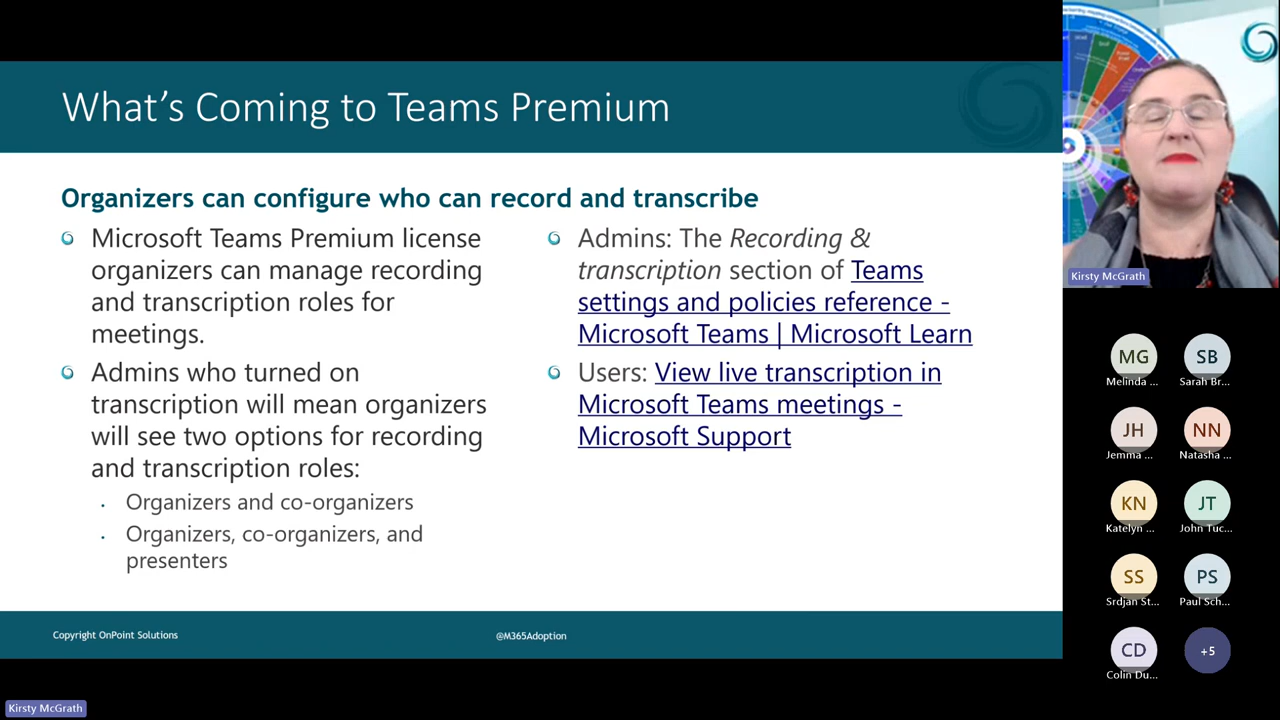 What's Coming to Teams Premium
Organizers can configure who can record and transcribe
Microsoft Teams Premium license
organizers can manage recording
and transcription roles for
meetings.
Admins who turned on
transcription will mean organizers
will see two options for recording
and transcription roles:
Organizers and co-organizers
Organizers, co-organizers, and
presenters
Admins: The Recording &
transcription section of Teams
settings and policies reference -
Microsoft Teams | Microsoft Learn
Users: View live transcription in
Microsoft Teams meetings -
Microsoft Support
Copyright OnPoint Solutions
@M365Adoption
Kirsty McGrath
MG
Melinda ...
SB
Sarah Br...
JH
Jemma ...
NN
Natasha ...
KN
Katelyn ...
JT
John Tuc...
SS
Srdjan St...
PS
Paul Sch...
CD
Colin Du...
+5
Kirsty McGrath